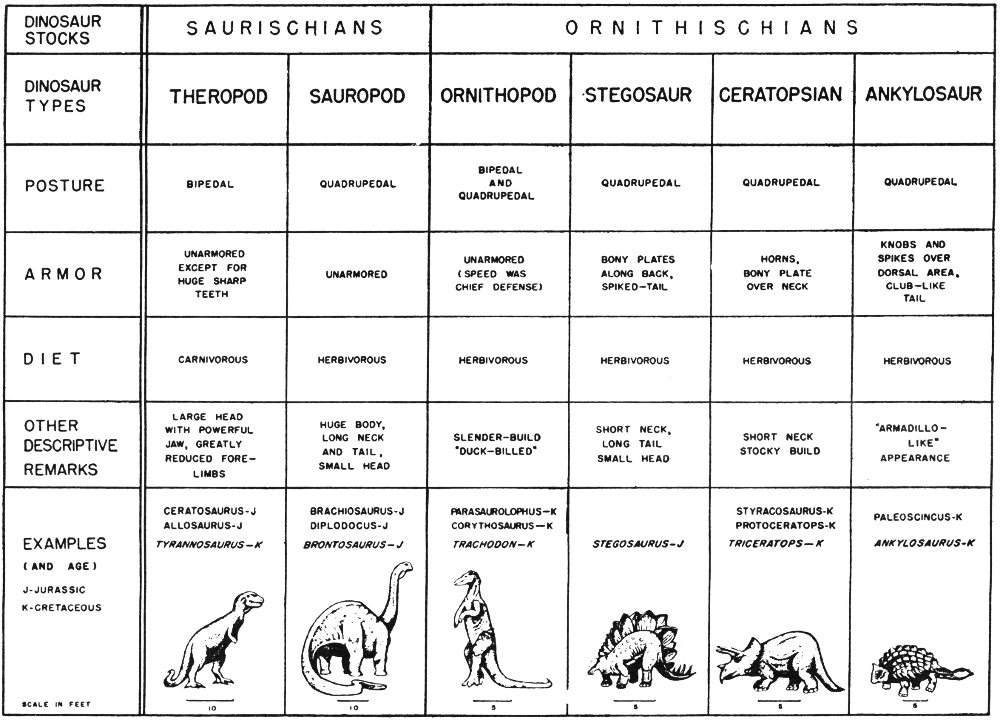 DINOSAUR
STOCKS
SAURISCHIANS
ORNITHISCHIANS
DINOSAUR
TYPES
THEROPOD
SAUROPOD
ORNITHOPOD
STEGOSAUR
CERATOPSIAN
ANKYLOSAUR
POSTURE
BIPEDAL
QUADRUPEDAL
BIPEDAL
AND
QUADRUPEDAL
QUADRUPEDAL
QUADRUPEDAL
QUADRUPEDAL
ARMOR
UNARMORED
EXCEPT FOR
HUGE SHARP
TEETH
UNARMORED
UNARMORED
(SPEED WAS
CHIEF DEFENSE)
BONY PLATES
ALONG BACK,
SPIKED-TAIL
HORNS,
BONY PLATE
OVER NECK
KNOBS AND
SPIKES OVER
DORSAL AREA,
CLUB-LIKE
TAIL
DIET
CARNIVOROUS
HERBIVOROUS
HERBIVOROUS
HERBIVOROUS
HERBIVOROUS
HERBIVOROUS
OTHER
DESCRIPTIVE
REMARKS
LARGE HEAD
WITH POWERFUL
JAW, GREATLY
REDUCED FORE-
LIMBS
HUGE BODY,
LONG NECK
AND TAIL,
SMALL HEAD
SLENDER-BUILD
"DUCK-BILLED"
SHORT NECK,
LONG TAIL
SMALL HEAD
SHORT NECK
STOCKY BUILD
"ARMADILLO-
LIKE"
APPEARANCE
EXAMPLES
(AND AGE)
J-JURASSIC
K-CRETACEOUS
CERATOSAURUS-J
ALLOSAURUS-J
TYRANNOSAURUS-K
BRACHIOSAURUS-J
DIPLODOCUS-J
BRONTOSAURUS-J
PARASAUROLOPHUS-K
CORYTHOSAURUS-K
TRACHODON-K
STEGOSAURUS-J
STYRACOSAURUS-K
PROTOCERATOPS-K
TRICERATOPS-K
PALEOSCINCUS-K
ANKYLOSAURUS-K
SCALE IN FEET
10
10
5
5
5
5